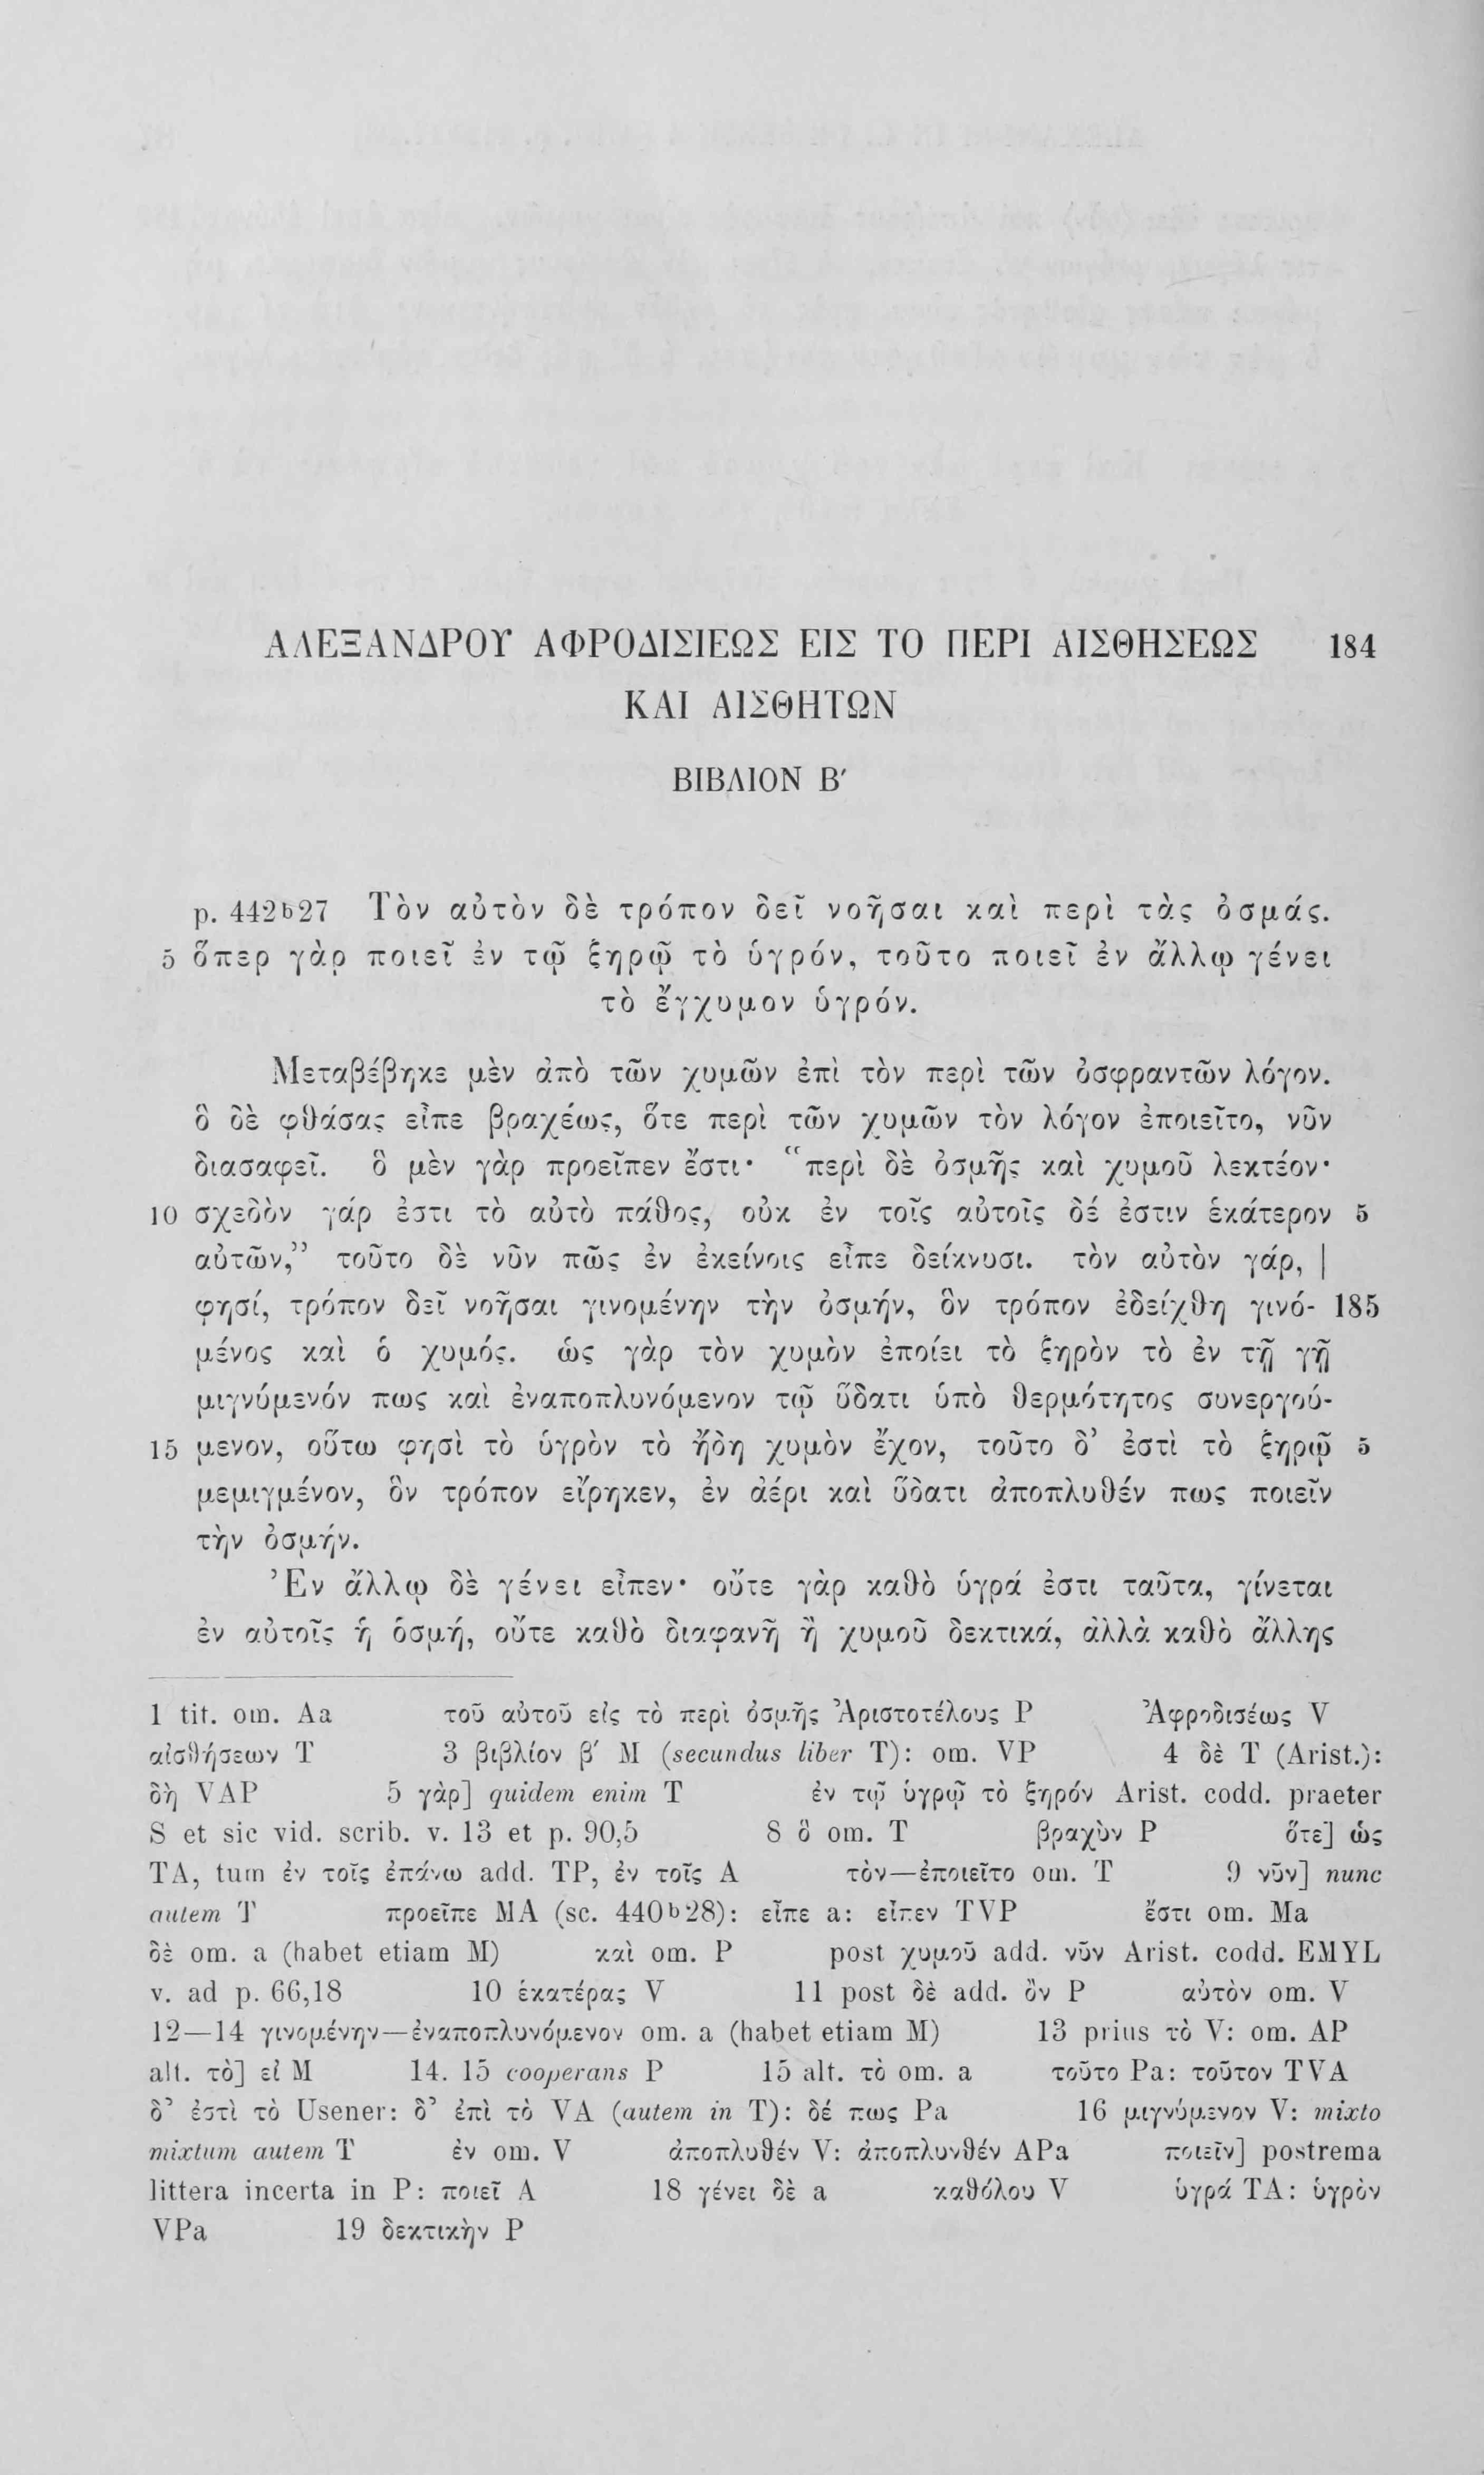 ΑΛΕΞΑΝΔΡΟΥ ΑΦΡΟΔΙΣΙΕΩΣ ΕΙΣ ΤΟ ΠΕΡΙ ΑΙΣΘΗΣΕΩΣ 184
ΚΑΙ ΑΙΣΘΗΤΩΝ
ΒΙΒΛΙΟΝ Β′
p. 442b27 Τὸν αὐτὸν δὲ τρόπον δεῖ νοῆσαι καὶ περὶ τὰς ὀσμάς.
5 ὅπερ γὰρ ποιεῖ ἐν τῷ ξηρῷ τὸ ὑγρόν, τοῦτο ποιεῖ ἐν ἄλλῳ γένει
τὸ ἔγχυμον ὑγρόν.
Μεταβέβηκε μὲν ἀπὸ τῶν χυμῶν ἐπὶ τὸν περὶ τῶν ὀσφραντῶν λόγον.
ὃ δὲ φθάσας εἶπε βραχέως, ὅτε περὶ τῶν χυμῶν τὸν λόγον ἐποιεῖτο, νῦν
διασαφεῖ. ὃ μὲν γὰρ προεῖπεν ἔστι· “περὶ δὲ ὀσμῆς καὶ χυμοῦ λεκτέον·
10 σχεδὸν γάρ ἐστι τὸ αὐτὸ πάθος, οὐκ ἐν τοῖς αὐτοῖς δέ ἐστιν ἑκάτερον 5
αὐτῶν,” τοῦτο δὲ νῦν πῶς ἐν ἐκείνοις εἶπε δείκνυσι. τὸν αὐτὸν γάρ, |
φησί, τρόπον δεῖ νοῆσαι γινομένην τὴν ὀσμήν, ὃν τρόπον ἐδείχθη γινό- 185
μένος καὶ ὁ χυμός. ὡς γὰρ τὸν χυμὸν ἐποίει τὸ ξηρὸν τὸ ἐν τῇ γῇ
μιγνύμενόν πως καὶ ἐναποπλυνόμενον τῷ ὕδατι ὑπὸ θερμότητος συνεργού-
15 μενον, οὕτω φησὶ τὸ ὑγρὸν τὸ ἤδη χυμὸν ἔχον, τοῦτο δ’ ἐστὶ τὸ ξηρῷ 5
μεμιγμένον, ὃν τρόπον εἴρηκεν, ἐν ἀέρι καὶ ὕδατι ἀποπλυθέν πως ποιεῖν
τὴν ὀσμήν.
Ἐν ἄλλῳ δὲ γένει εἶπεν· οὔτε γὰρ καθὸ ὑγρά ἐστι ταῦτα, γίνεται
ἐν αὐτοῖς ἡ ὀσμή, οὔτε καθὸ διαφανῆ ἢ χυμοῦ δεκτικά, ἀλλὰ καθὸ ἄλλης
1 tit. om. Aa τοῦ αὐτοῦ εἰς τὸ περὶ ὀσμῆς Ἀριστοτέλους P Ἀφροδισέως V
αἰσθήσεων T 3 βιβλίον β′ M (secundus liber T): om. VP 4 δὲ T (Arist.):
δὴ VAP 5 γὰρ] quidem enim T ἐν τῷ ὑγρῷ τὸ ξηρόν Arist. codd. praeter
S et sic vid. scrib. v. 13 et p. 90,5 8 ὃ om. T βραχὺν P ὅτε] ὡς
TA, tum ἐν τοῖς ἐπάνω add. TP, ἐν τοῖς A τὸν—ἐποιεῖτο om. T 9 νῦν] nunc
autem T προεῖπε MA (sc. 440b28): εἶπε a: εἶπεν TVP ἔστι om. Ma
δὲ om. a (habet etiam M) καὶ om. P post χυμοῦ add. νῦν Arist. codd. EMYL
v. ad p. 66,18 10 ἑκατέρας V 11 post δὲ add. ὃν P αὐτὸν om. V
12—14 γινομένην—ἐναποπλυνόμενον om. a (habet etiam M) 13 prius τὸ V: om. AP
alt. τὸ] εἰ M 14. 15 cooperans P 15 alt. τὸ om. a τοῦτο Pa: τοῦτον TVA
δ’ ἐστὶ τὸ Usener: δ’ ἐπὶ τὸ VA (autem in T): δέ πως Pa 16 μιγνύμενον V: mixto
mixtum autem T ἐν om. V ἀποπλυθέν V: ἀποπλυνθέν APa ποιεῖν] postrema
littera incerta in P: ποιεῖ A 18 γένει δὲ a καθόλου V ὑγρά TA: ὑγρὸν
VPa 19 δεκτικὴν P